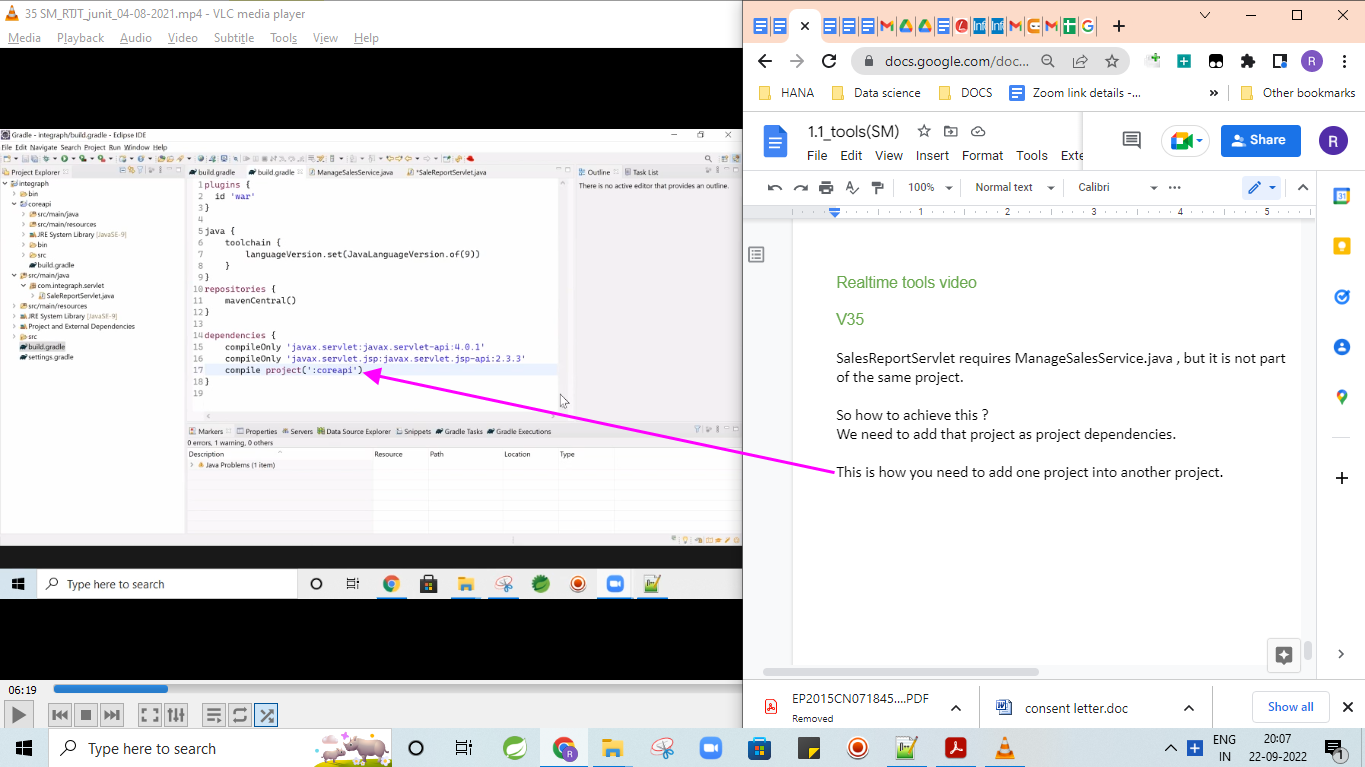 35 SM_RTJT_junit_04-08-2021.mp4 - VLC media player
Media Playback Audio Video Subtitle Tools View Help
Gradle - integraph/build.gradle - Eclipse IDE
File Edit Navigate Search Project Run Window Help
Project Explorer
integraph
bin
coreapi
src/main/java
src/main/resources
JRE System Library [JavaSE-9]
bin
src
build.gradle
src/main/java
com.integraph.servlet
SaleReportServlet.java
src/main/resources
JRE System Library [JavaSE-9]
Project and External Dependencies
src
build.gradle
settings.gradle
build.gradle build.gradle ManageSalesService.java *SaleReportServlet.java
1 plugins {
2 id 'war'
3 }
4
5 java {
6 toolchain {
7 languageVersion.set(JavaLanguageVersion.of(9))
8 }
9 }
10 repositories {
11 mavenCentral()
12 }
13
14 dependencies {
15 compileOnly 'javax.servlet:javax.servlet-api:4.0.1'
16 compileOnly 'javax.servlet.jsp:javax.servlet.jsp-api:2.3.3'
17 compile project(':coreapi')
18 }
19
Outline Task List
There is no active editor that provides an outline.
Markers Properties Servers Data Source Explorer Snippets Gradle Tasks Gradle Executions
0 errors, 1 warning, 0 others
Description Resource Path Location Type
Java Problems (1 item)
Type here to search
06:19
docs.google.com/doc...
R
HANA Data science DOCS Zoom link details -... » Other bookmarks
1.1_tools(SM)
File Edit View Insert Format Tools Exte
Share
R
100% Normal text Calibri
1 2 3 4 5
31
Realtime tools video
V35
SalesReportServlet requires ManageSalesService.java , but it is not part
of the same project.
So how to achieve this ?
We need to add that project as project dependencies.
This is how you need to add one project into another project.
EP2015CN071845....PDF
Removed
consent letter.doc
Show all
Type here to search
R
ENG
IN
20:07
22-09-2022
1